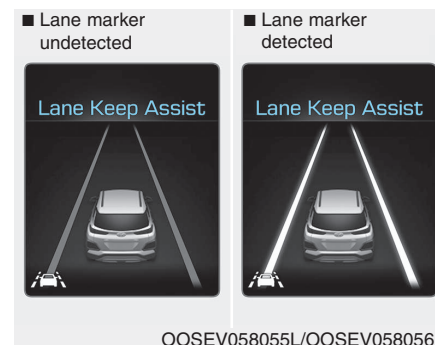 ■ Lane marker
undetected
■ Lane marker
detected
Lane Keep Assist
Lane Keep Assist
OOSEV058055L/OOSEV058056